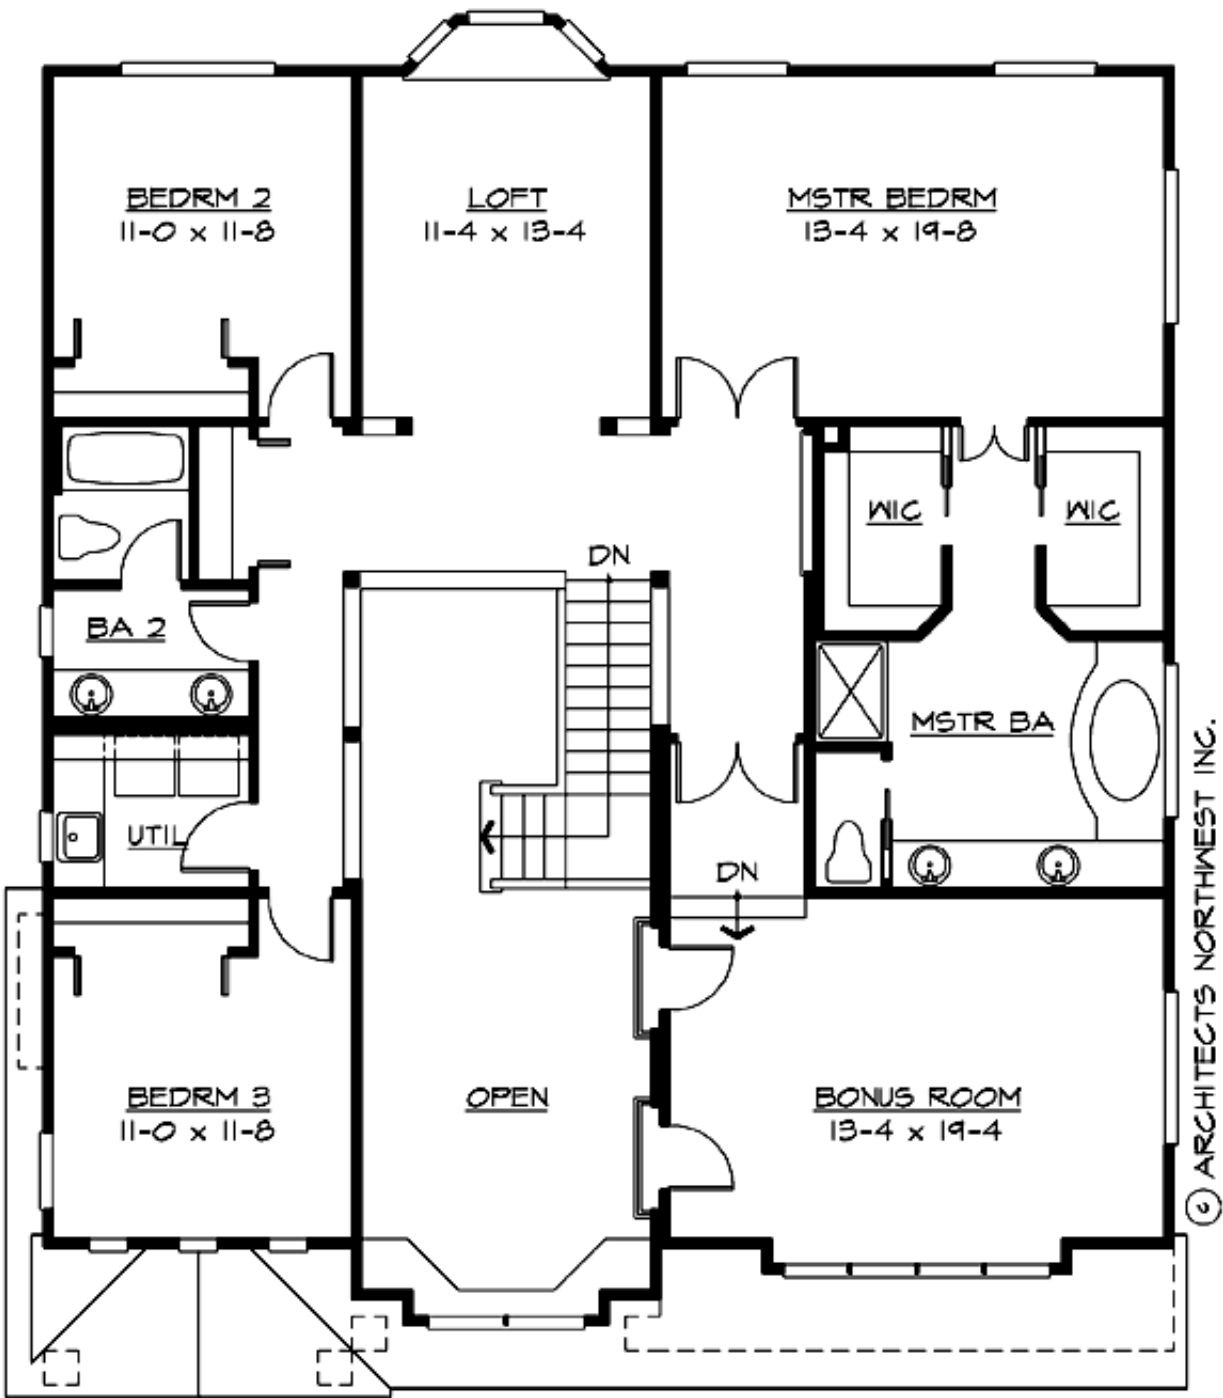 BEDRM 2
11-0 x 11-8
LOFT
11-4 x 13-4
MSTR BEDRM
13-4 x 19-8
WIC
WIC
DN
BA 2
MSTR BA
UTIL
DN
BEDRM 3
11-0 x 11-8
OPEN
BONUS ROOM
13-4 x 19-4
© ARCHITECTS NORTHWEST INC.